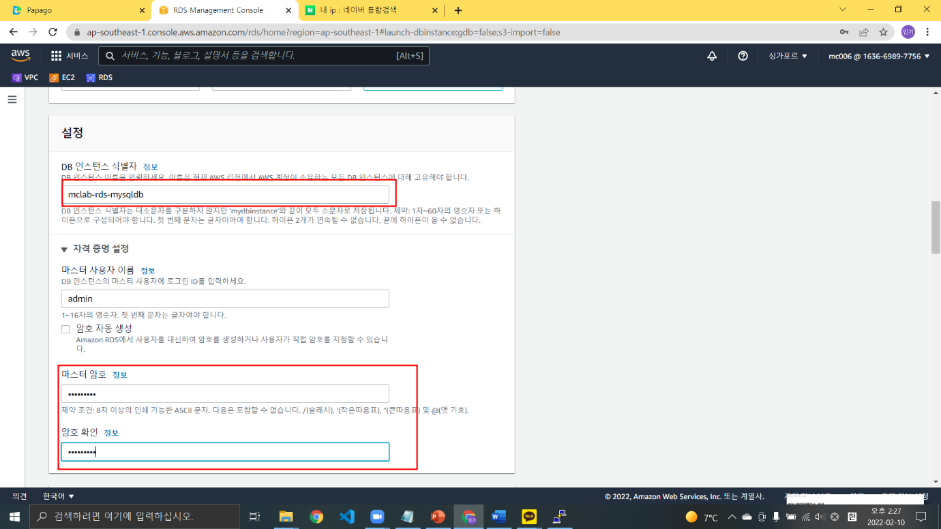 Papago
RDS Management Console
내 ip : 네이버 통합검색
ap-southeast-1.console.aws.amazon.com/rds/home?region=ap-southeast-1#launch-dbinstance:gdb=false;s3-import=false
민기
aws
서비스
서비스, 기능, 블로그, 설명서 등을 검색합니다.
[Alt+S]
싱가포르 ▼
mc006 @ 1636-6989-7756 ▼
VPC
EC2
RDS
설정
DB 인스턴스 식별자 정보
DB 인스턴스 이름을 입력하세요. 이름은 현재 AWS 리전에서 AWS 계정이 소유하는 모든 DB 인스턴스에 대해 고유해야 합니다.
mclab-rds-mysqldb
DB 인스턴스 식별자는 대소문자를 구분하지 않지만 'mydbinstance'와 같이 모두 소문자로 저장됩니다. 제약: 1자~60자의 영숫자 또는 하
이픈으로 구성되어야 합니다. 첫 번째 문자는 글자이어야 합니다. 하이픈 2개가 연속될 수 없습니다. 끝에 하이픈이 올 수 없습니다.
▼ 자격 증명 설정
마스터 사용자 이름 정보
DB 인스턴스의 마스터 사용자에 로그인 ID를 입력하세요.
admin
1~16자의 영숫자. 첫 번째 문자는 글자여야 합니다.
암호 자동 생성
Amazon RDS에서 사용자를 대신하여 암호를 생성하거나 사용자가 직접 암호를 지정할 수 있습니
다.
마스터 암호 정보
•••••••••
제약 조건: 8자 이상의 인쇄 가능한 ASCII 문자. 다음은 포함할 수 없습니다. /(슬래시), '(작은따옴표), "(큰따옴표) 및 @(앳 기호).
암호 확인 정보
•••••••••
의견
한국어 ▼
© 2022, Amazon Web Services, Inc. 또는 계열사.
검색하려면 여기에 입력하십시오.
7°C
오후 2:27
2022-02-10